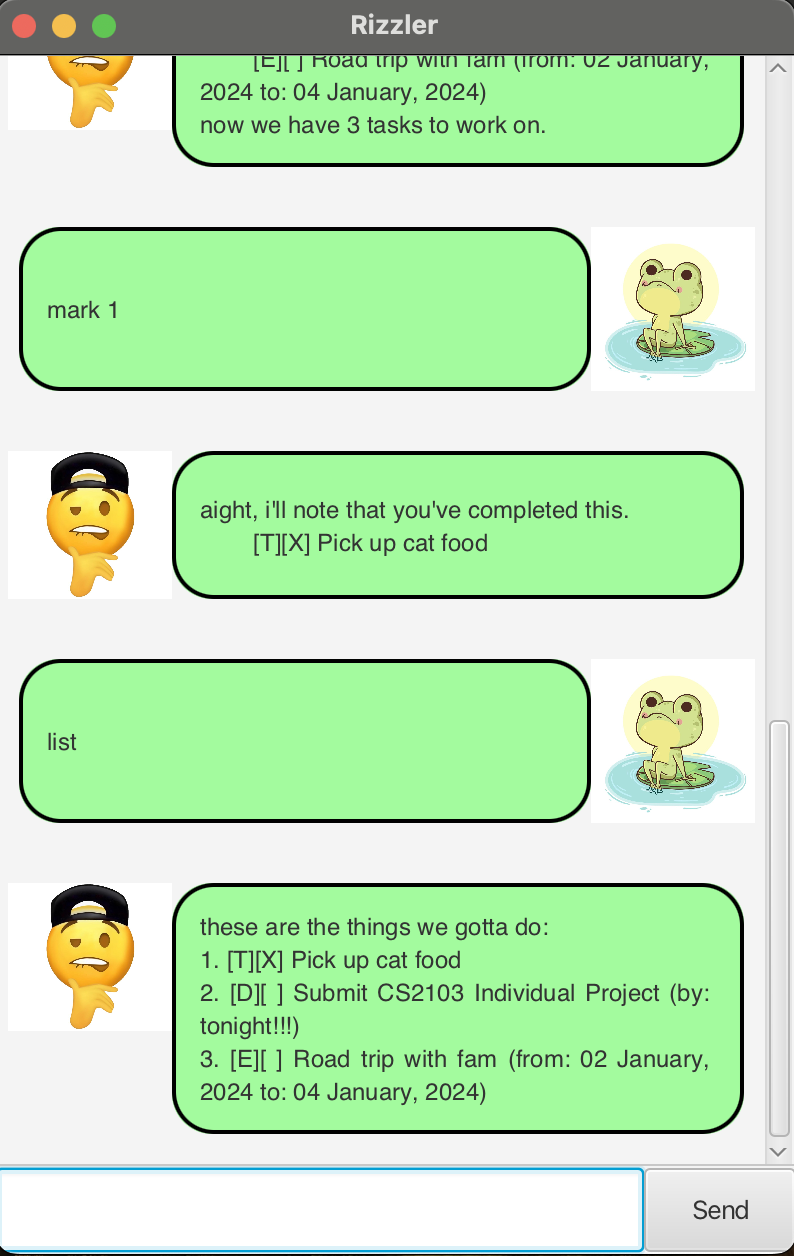 Rizzler
[E][ ] Road trip with fam (from: 02 January,
2024 to: 04 January, 2024)
now we have 3 tasks to work on.
mark 1
aight, i'll note that you've completed this.
[T][X] Pick up cat food
list
these are the things we gotta do:
1. [T][X] Pick up cat food
2. [D][ ] Submit CS2103 Individual Project (by:
tonight!!!)
3. [E][ ] Road trip with fam (from: 02 January,
2024 to: 04 January, 2024)
Send